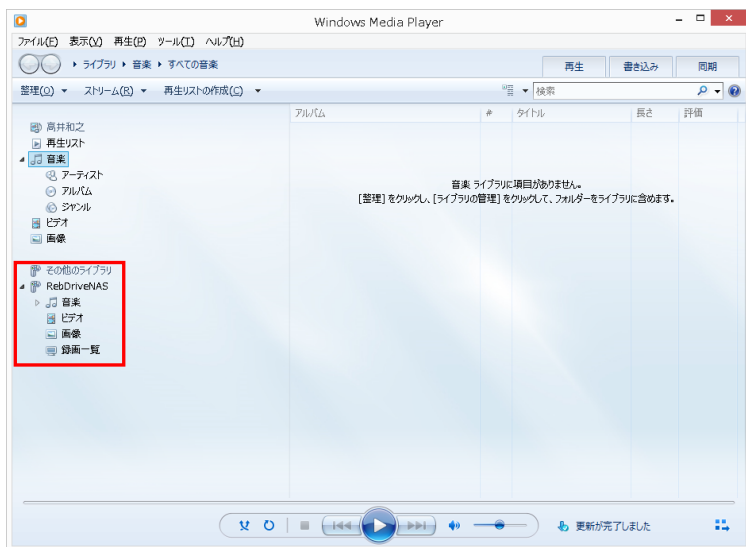 Windows Media Player
ファイル(F) 表示(V) 再生(P) ツール(T) ヘルプ(H)
ライブラリ 音楽 すべての音楽
再生 書き込み 同期
整理(O) ストリーム(R) 再生リストの作成(C) 検索
アルバム # タイトル 長さ 評価
高井和之
再生リスト
音楽
アーティスト
アルバム
ジャンル
ビデオ
画像
音楽 ライブラリに項目がありません。
[整理] をクリックし、[ライブラリの管理] をクリックして、フォルダーをライブラリに含めます。
その他のライブラリ
RebDriveNAS
音楽
ビデオ
画像
録画一覧
更新が完了しました